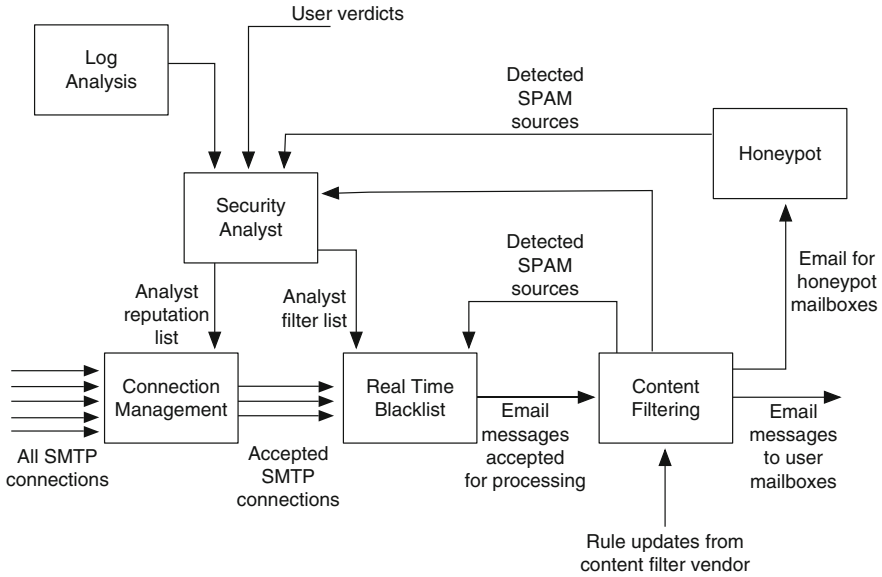 User verdicts
Log
Analysis
Detected
SPAM
sources
Honeypot
Security
Analyst
Detected
SPAM
sources
Email for
honeypot
mailboxes
Analyst
reputation
list
Analyst
filter list
Connection
Management
Real Time
Blacklist
Content
Filtering
All SMTP
connections
Accepted
SMTP
connections
Email
messages
accepted
for processing
Email
messages
to user
mailboxes
Rule updates from
content filter vendor